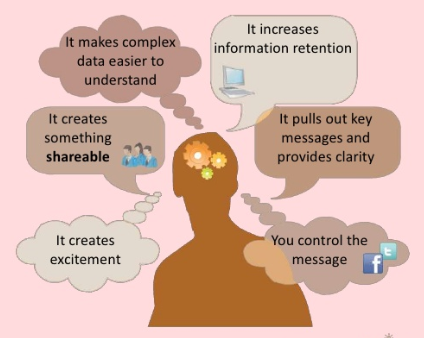 It makes complex
data easier to
understand
It increases
information retention
It creates
something
shareable
It pulls out key
messages and
provides clarity
It creates
excitement
You control the
message